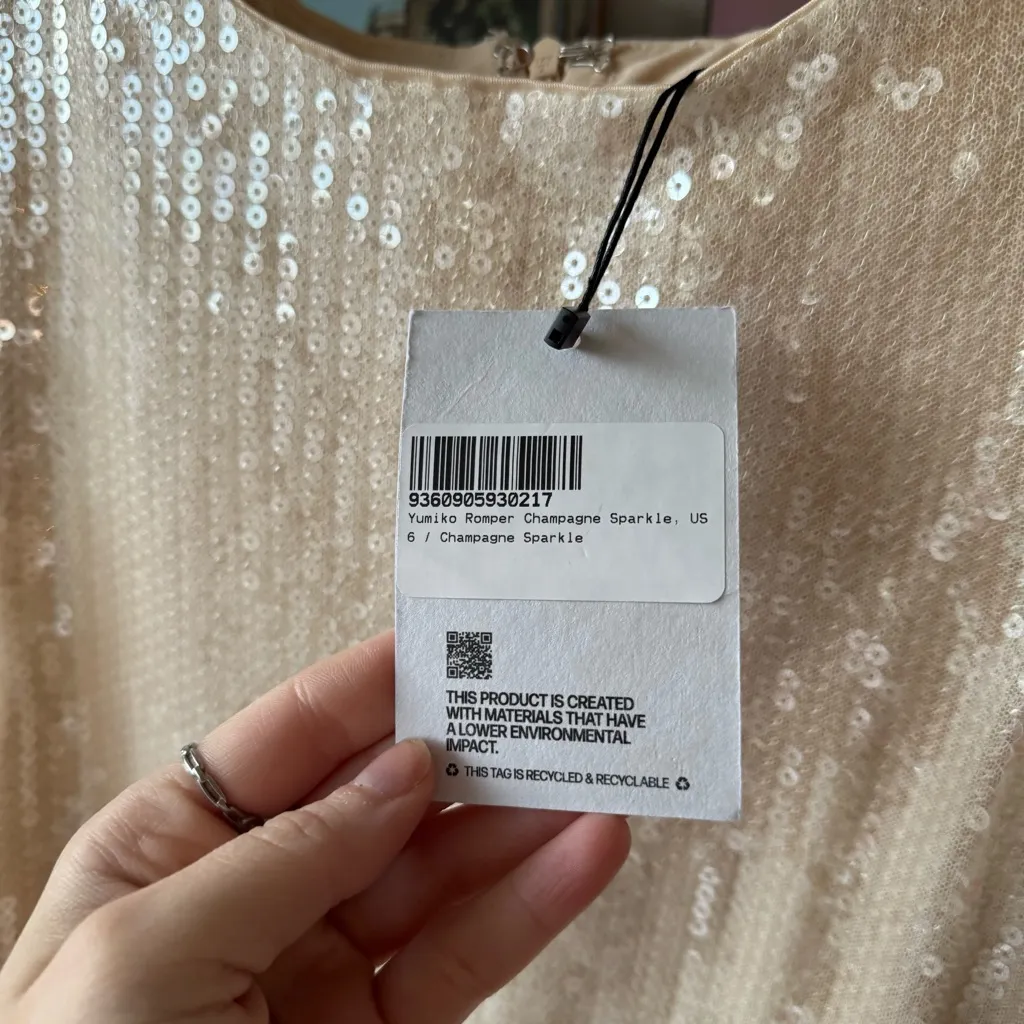 9360905930217
Yumiko Romper Champagne Sparkle, US
6 / Champagne Sparkle
THIS PRODUCT IS CREATED
WITH MATERIALS THAT HAVE
A LOWER ENVIRONMENTAL
IMPACT.
♻ THIS TAG IS RECYCLED & RECYCLABLE ♻